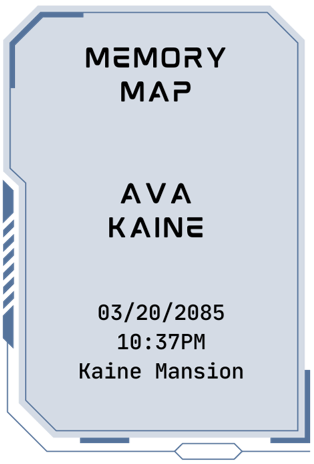 MEMORY
MAP
AVA
KAINE
03/20/2085
10:37PM
Kaine Mansion